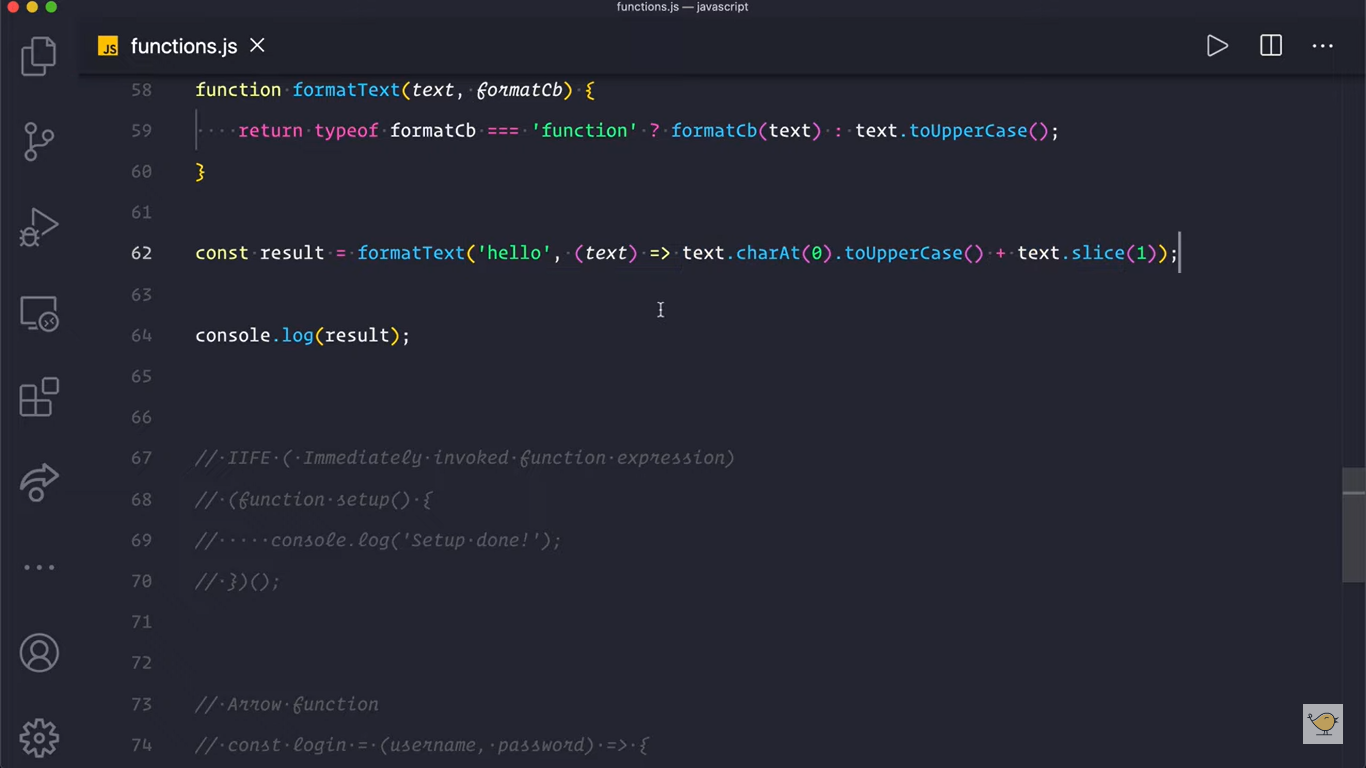 functions.js — javascript
JS functions.js
58 function formatText(text, formatCb) {
59     return typeof formatCb === 'function' ? formatCb(text) : text.toUpperCase();
60 }
61
62 const result = formatText('hello', (text) => text.charAt(0).toUpperCase() + text.slice(1));
63
64 console.log(result);
65
66
67 // IIFE ( Immediately invoked function expression)
68 // (function setup() {
69 //     console.log('Setup done!');
70 // })();
71
72
73 // Arrow function
74 // const login = (username, password) => {